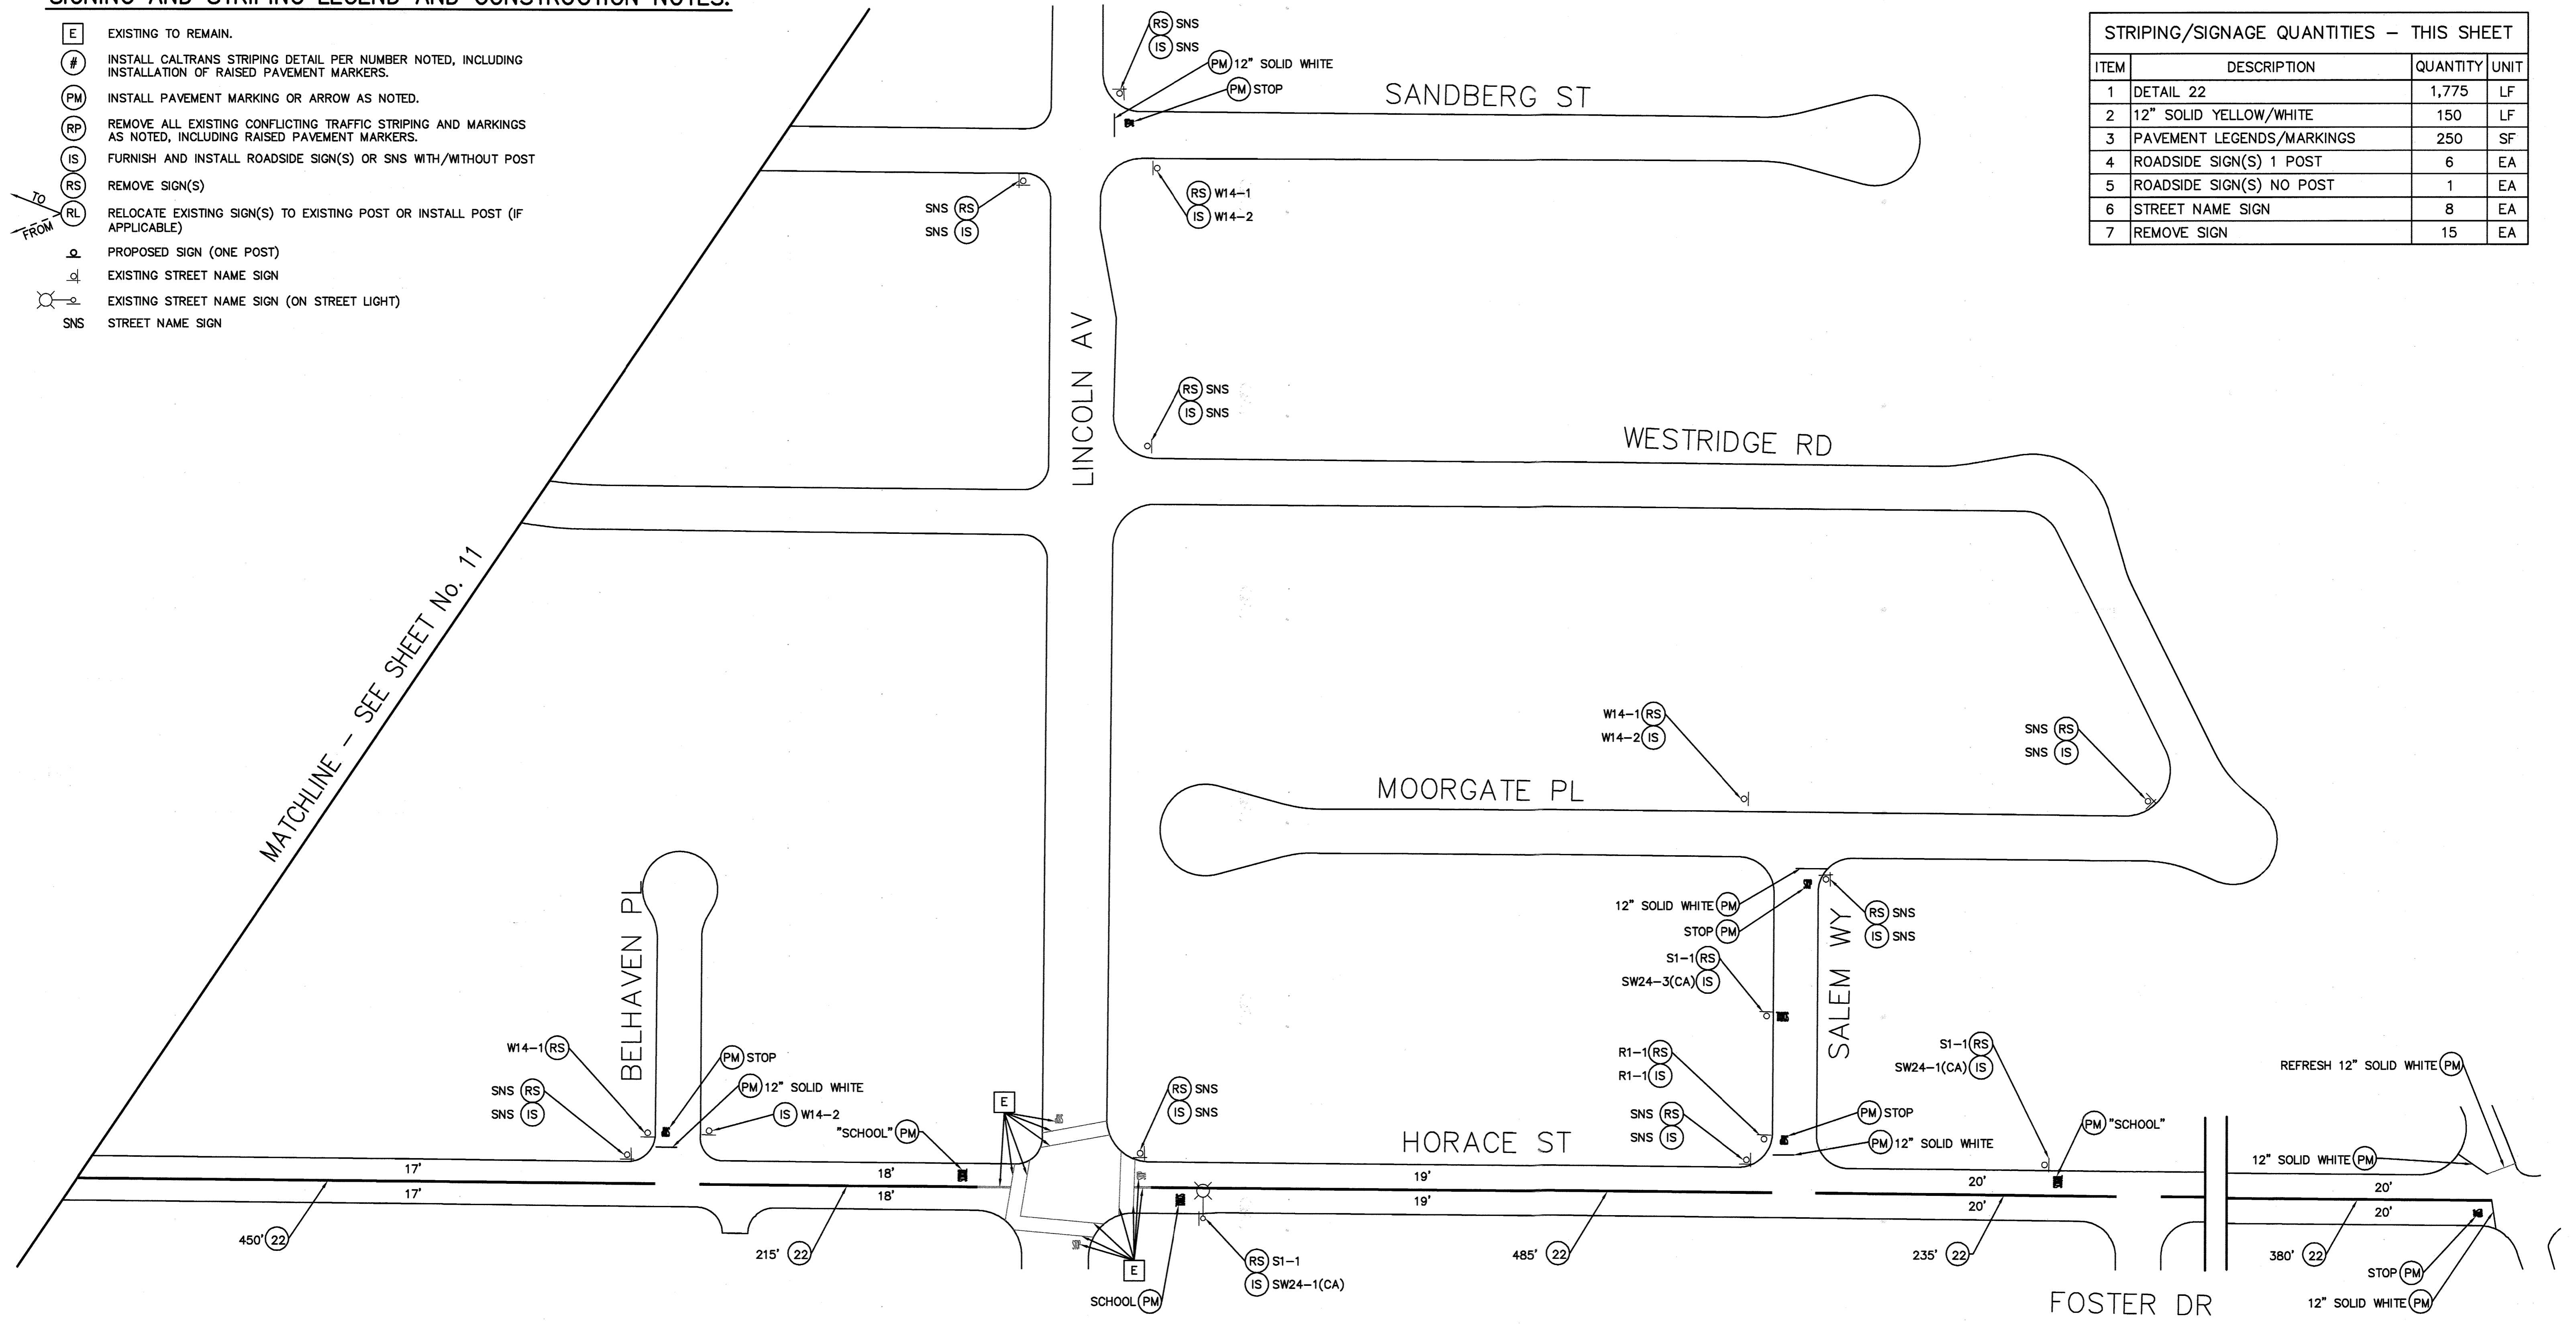 SIGNING AND STRIPING LEGEND AND CONSTRUCTION NOTES:
E EXISTING TO REMAIN.
# INSTALL CALTRANS STRIPING DETAIL PER NUMBER NOTED, INCLUDING
INSTALLATION OF RAISED PAVEMENT MARKERS.
PM INSTALL PAVEMENT MARKING OR ARROW AS NOTED.
RP REMOVE ALL EXISTING CONFLICTING TRAFFIC STRIPING AND MARKINGS
AS NOTED, INCLUDING RAISED PAVEMENT MARKERS.
IS FURNISH AND INSTALL ROADSIDE SIGN(S) OR SNS WITH/WITHOUT POST
RS REMOVE SIGN(S)
TO
FROM
RL RELOCATE EXISTING SIGN(S) TO EXISTING POST OR INSTALL POST (IF
APPLICABLE)
PROPOSED SIGN (ONE POST)
EXISTING STREET NAME SIGN
EXISTING STREET NAME SIGN (ON STREET LIGHT)
SNS STREET NAME SIGN
STRIPING/SIGNAGE QUANTITIES – THIS SHEET
ITEM DESCRIPTION QUANTITY UNIT
1 DETAIL 22 1,775 LF
2 12" SOLID YELLOW/WHITE 150 LF
3 PAVEMENT LEGENDS/MARKINGS 250 SF
4 ROADSIDE SIGN(S) 1 POST 6 EA
5 ROADSIDE SIGN(S) NO POST 1 EA
6 STREET NAME SIGN 8 EA
7 REMOVE SIGN 15 EA
RS SNS
IS SNS
PM 12" SOLID WHITE
PM STOP
SANDBERG ST
SNS RS
SNS IS
RS W14-1
IS W14-2
LINCOLN AV
RS SNS
IS SNS
WESTRIDGE RD
MATCHLINE – SEE SHEET No. 11
W14-1 RS
W14-2 IS
SNS RS
SNS IS
MOORGATE PL
12" SOLID WHITE PM
STOP PM
RS SNS
IS SNS
S1-1 RS
SW24-3(CA) IS
SALEM WY
BELHAVEN PL
W14-1 RS
SNS RS
SNS IS
PM STOP
PM 12" SOLID WHITE
IS W14-2
"SCHOOL" PM
E
RS SNS
IS SNS
HORACE ST
R1-1 RS
R1-1 IS
SNS RS
SNS IS
PM STOP
PM 12" SOLID WHITE
S1-1 RS
SW24-1(CA) IS
PM "SCHOOL"
REFRESH 12" SOLID WHITE PM
12" SOLID WHITE PM
17'
17'
18'
18'
19'
19'
20'
20'
20'
20'
450' 22
215' 22
485' 22
235' 22
380' 22
E
RS S1-1
IS SW24-1(CA)
SCHOOL PM
STOP PM
12" SOLID WHITE PM
FOSTER DR